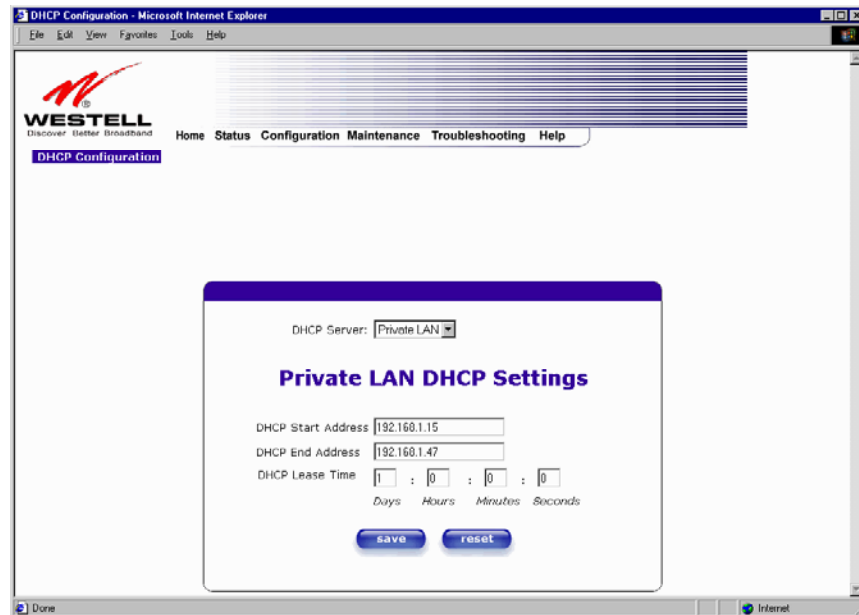 DHCP Configuration - Microsoft Internet Explorer
File Edit View Favorites Tools Help
®
WESTELL
Discover Better Broadband
Home Status Configuration Maintenance Troubleshooting Help
DHCP Configuration
DHCP Server: Private LAN
Private LAN DHCP Settings
DHCP Start Address 192.168.1.15
DHCP End Address 192.168.1.47
DHCP Lease Time 1 : 0 : 0 : 0
Days Hours Minutes Seconds
save reset
Done Internet